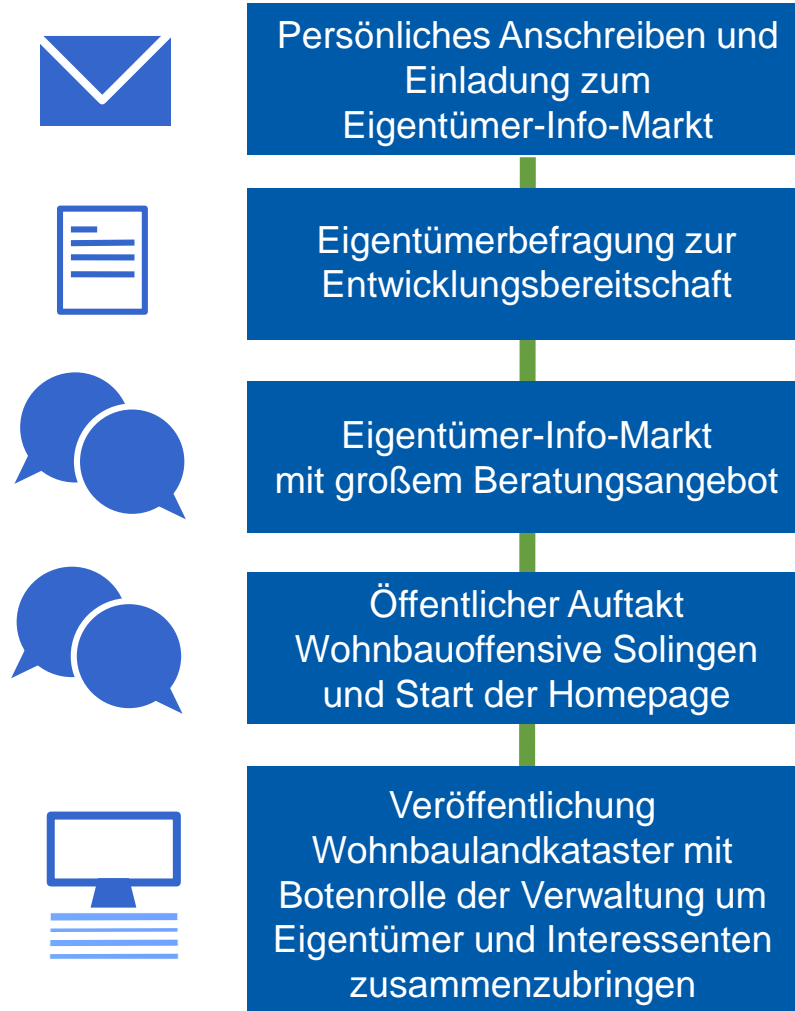 Persönliches Anschreiben und
Einladung zum
Eigentümer-Info-Markt
Eigentümerbefragung zur
Entwicklungsbereitschaft
Eigentümer-Info-Markt
mit großem Beratungsangebot
Öffentlicher Auftakt
Wohnbauoffensive Solingen
und Start der Homepage
Veröffentlichung
Wohnbaulandkataster mit
Botenrolle der Verwaltung um
Eigentümer und Interessenten
zusammenzubringen